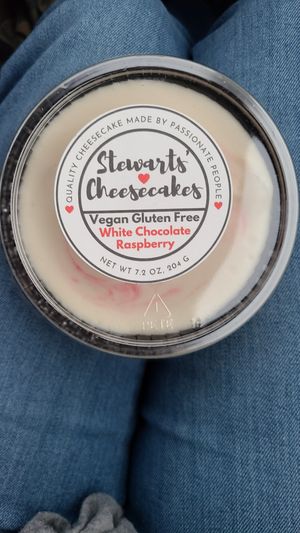 QUALITY CHEESECAKE MADE BY PASSIONATE PEOPLE
Stewarts'
Cheesecakes
Vegan Gluten Free
White Chocolate
Raspberry
NET WT 7.2 OZ, 204 G
1